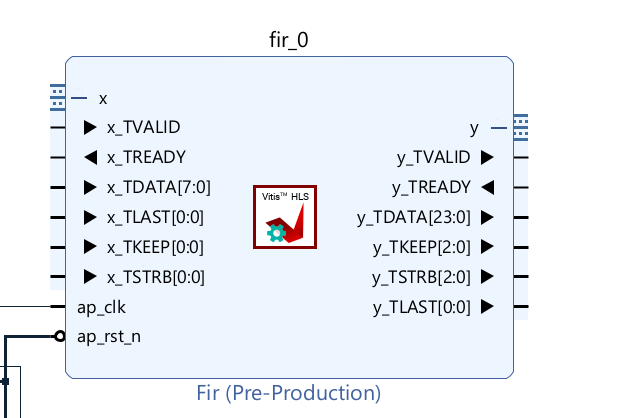 fir_0
x
x_TVALID
x_TREADY
x_TDATA[7:0]
x_TLAST[0:0]
x_TKEEP[0:0]
x_TSTRB[0:0]
ap_clk
ap_rst_n
Vitis™ HLS
y
y_TVALID
y_TREADY
y_TDATA[23:0]
y_TKEEP[2:0]
y_TSTRB[2:0]
y_TLAST[0:0]
Fir (Pre-Production)